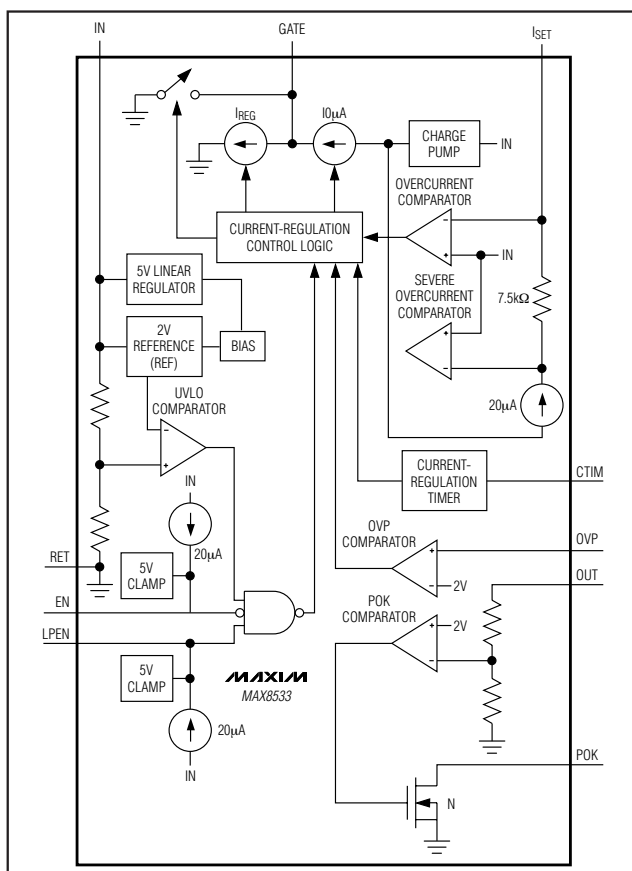 IN
GATE
ISET
IREG
10µA
CHARGE
PUMP
IN
OVERCURRENT
COMPARATOR
CURRENT-REGULATION
CONTROL LOGIC
IN
5V LINEAR
REGULATOR
SEVERE
OVERCURRENT
COMPARATOR
7.5kΩ
2V
REFERENCE
(REF)
BIAS
UVLO
COMPARATOR
20µA
CURRENT-
REGULATION
TIMER
CTIM
IN
20µA
OVP
COMPARATOR
OVP
2V
RET
5V
CLAMP
OUT
EN
POK
COMPARATOR
2V
LPEN
5V
CLAMP
MAXIM
MAX8533
20µA
IN
POK
N